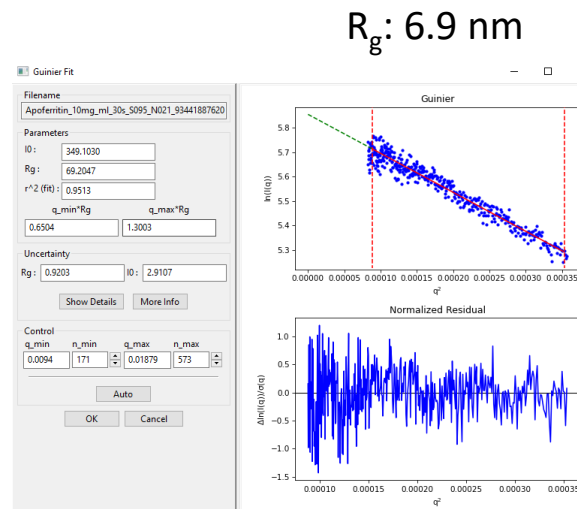 Rg: 6.9 nm
Guinier Fit
Filename
Apoferritin_10mg_ml_30s_S095_N021_93441887620
Parameters
I0 : 349.1030
Rg : 69.2047
r^2 (fit) : 0.9513
q_min*Rg q_max*Rg
0.6504 1.3003
Uncertainty
Rg : 0.9203 I0 : 2.9107
Show Details More Info
Control
q_min n_min q_max n_max
0.0094 171 0.01879 573
Auto
OK Cancel
Guinier
ln(I(q))
5.8
5.7
5.6
5.5
5.4
5.3
0.00000 0.00005 0.00010 0.00015 0.00020 0.00025 0.00030 0.00035
q²
Normalized Residual
Δln(I(q))/σ(q)
1.0
0.5
0.0
−0.5
−1.0
−1.5
0.00010 0.00015 0.00020 0.00025 0.00030 0.00035
q²